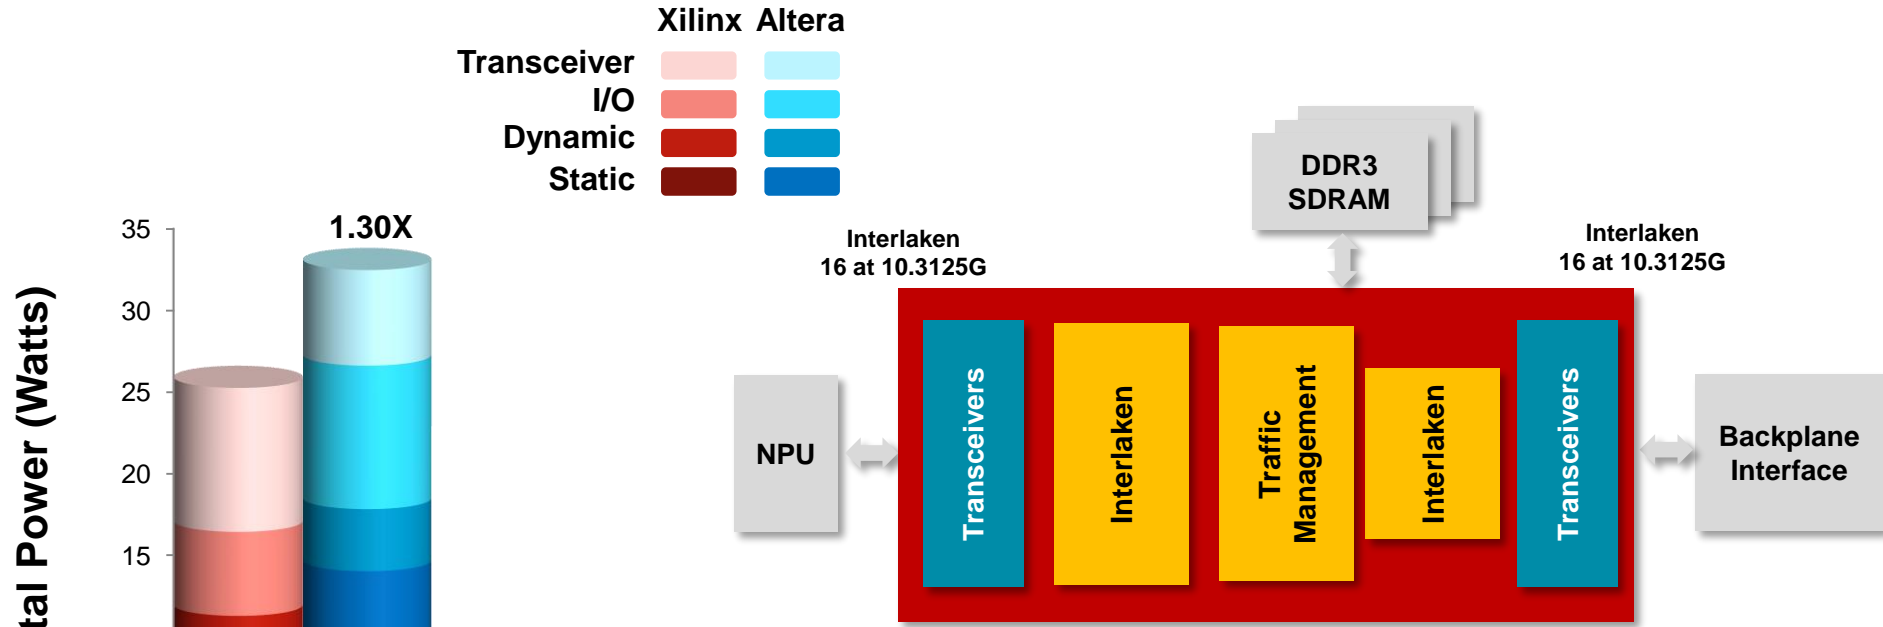 Xilinx Altera
Transceiver
I/O
Dynamic
Static
35
30
25
20
15
1.30X
tal Power (Watts)
Interlaken
16 at 10.3125G
DDR3
SDRAM
Interlaken
16 at 10.3125G
NPU
Transceivers
Interlaken
Traffic
Management
Interlaken
Transceivers
Backplane
Interface